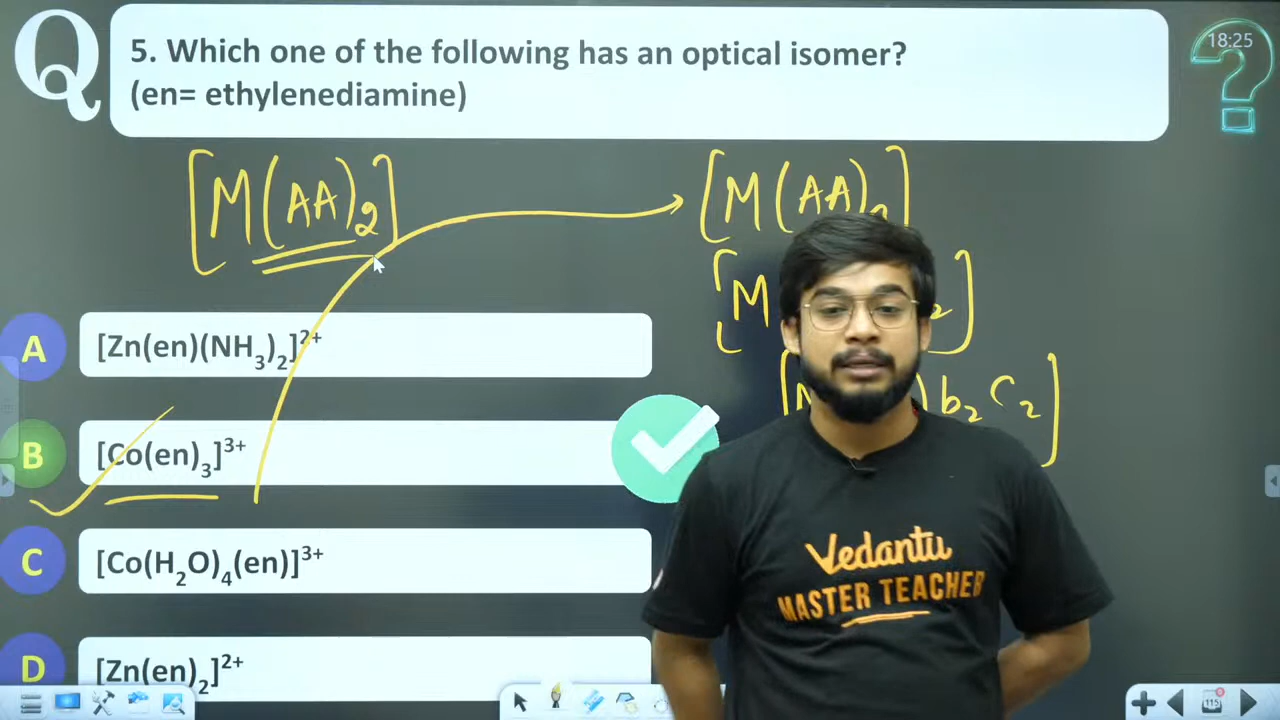 Q
5. Which one of the following has an optical isomer?
(en= ethylenediamine)
18:25
[M(AA)₂]
[M(AA)
[M
₂]
b₂C₂]
A
[Zn(en)(NH₃)₂]²⁺
B
[Co(en)₃]³⁺
C
[Co(H₂O)₄(en)]³⁺
D
[Zn(en)₂]²⁺
Vedantu
MASTER TEACHER
115